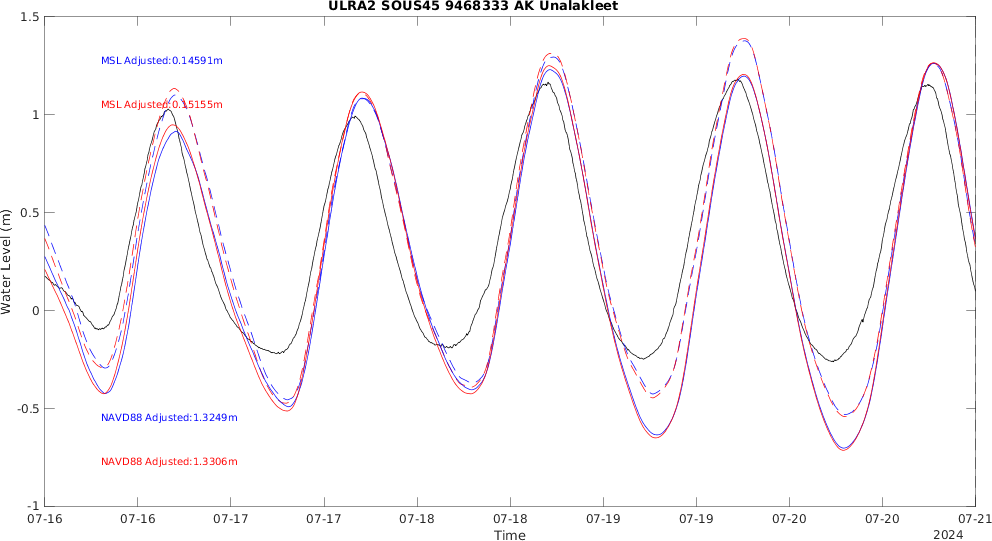 ULRA2 SOUS45 9468333 AK Unalakleet
1.5
1
0.5
0
-0.5
-1
Water Level (m)
MSL Adjusted:0.14591m
MSL Adjusted:0.15155m
NAVD88 Adjusted:1.3249m
NAVD88 Adjusted:1.3306m
07-16 07-16 07-17 07-17 07-18 07-18 07-19 07-19 07-20 07-20 07-21
Time
2024